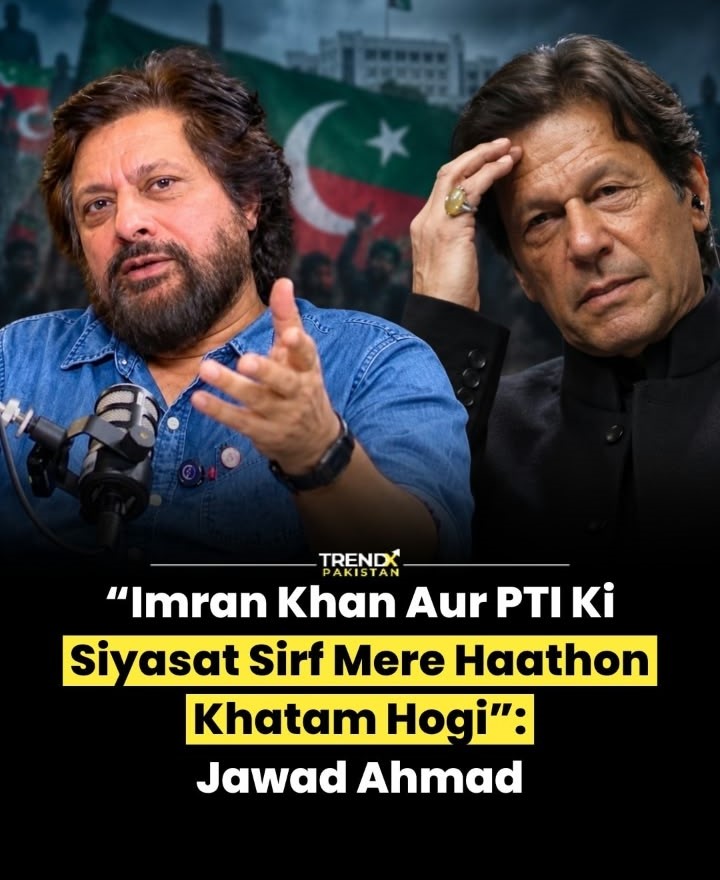 TRENDX
PAKISTAN
“Imran Khan Aur PTI Ki
Siyasat Sirf Mere Haathon
Khatam Hogi”:
Jawad Ahmad